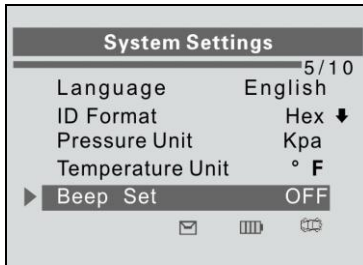 System Settings
5/10
Language English
ID Format Hex
Pressure Unit Kpa
Temperature Unit ° F
Beep Set OFF